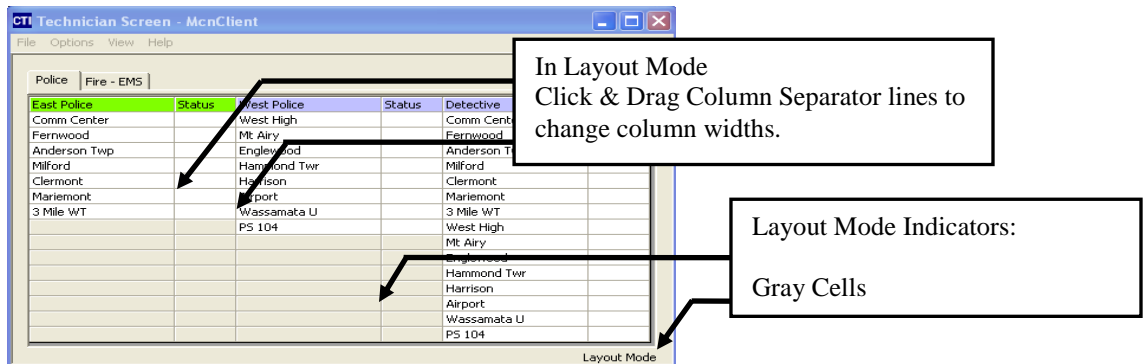 CTI Technician Screen - McnClient
File Options View Help
Police Fire - EMS
East Police Status West Police Status Detective
Comm Center West High Comm Cent
Fernwood Mt Airy Fernwood
Anderson Twp Englewood Anderson T
Milford Hammond Twr Milford
Clermont Harrison Clermont
Mariemont Airport Mariemont
3 Mile WT Wassamata U 3 Mile WT
PS 104 West High
Mt Airy
Englewood
Hammond Twr
Harrison
Airport
Wassamata U
PS 104
Layout Mode
In Layout Mode
Click & Drag Column Separator lines to
change column widths.
Layout Mode Indicators:
Gray Cells